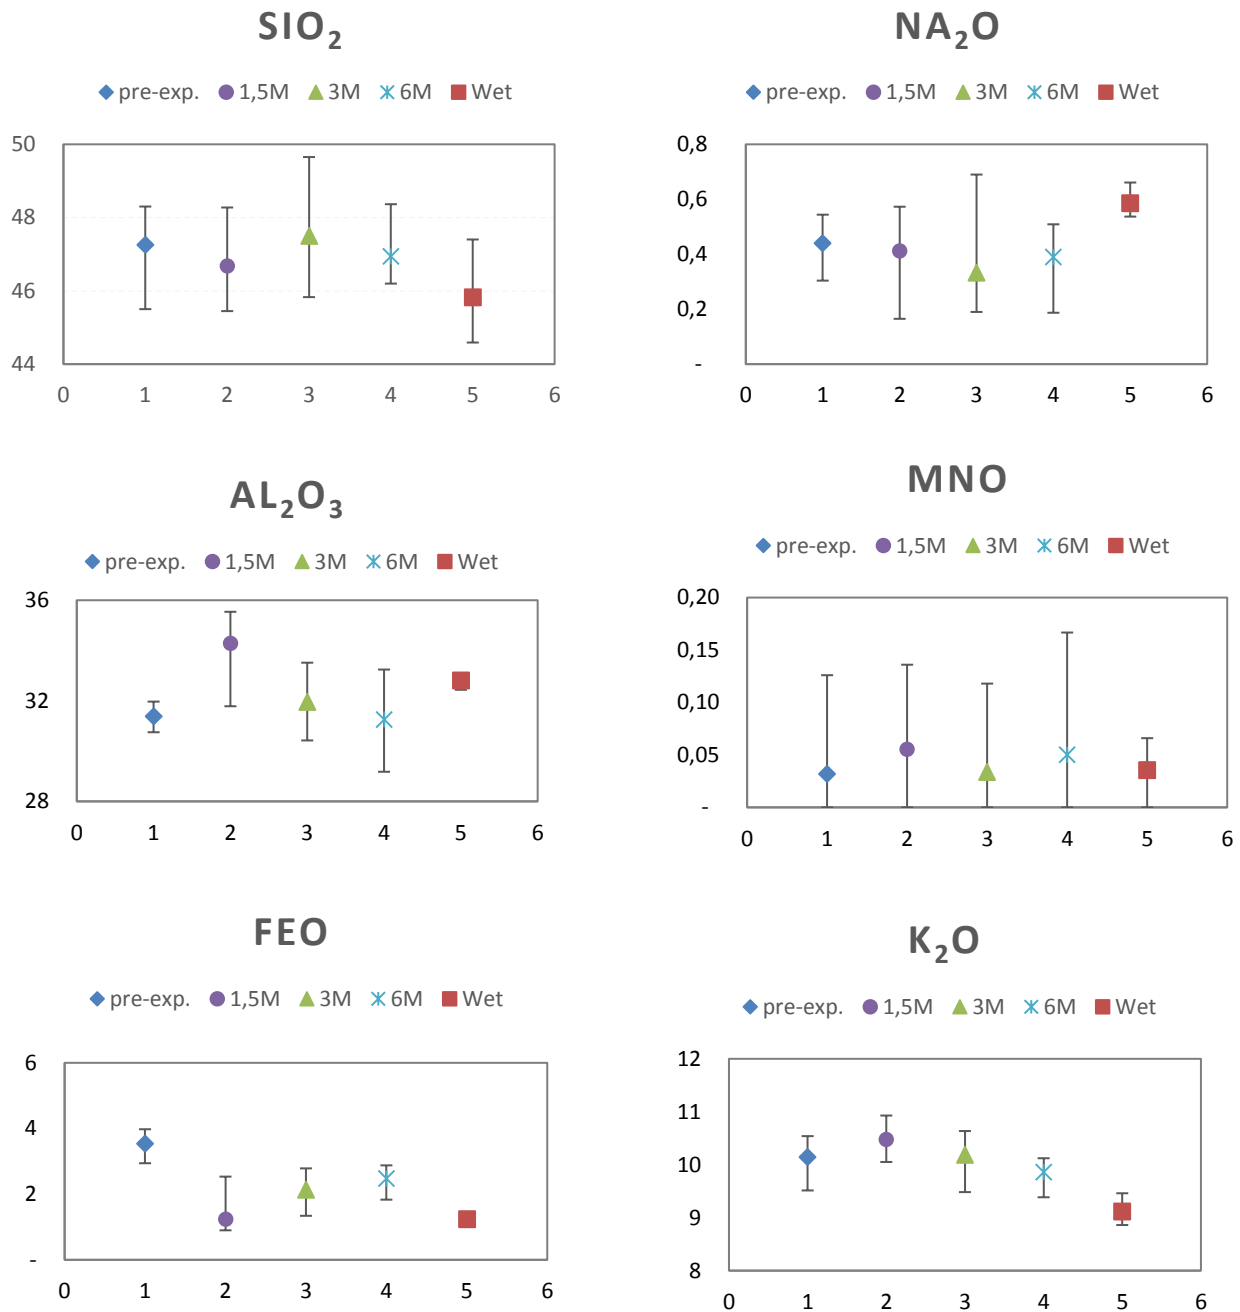 SIO₂
pre-exp. 1,5M 3M 6M Wet
50
48
46
44
0 1 2 3 4 5 6
NA₂O
pre-exp. 1,5M 3M 6M Wet
0,8
0,6
0,4
0,2
-
0 1 2 3 4 5 6
AL₂O₃
pre-exp. 1,5M 3M 6M Wet
36
32
28
0 1 2 3 4 5 6
MNO
pre-exp. 1,5M 3M 6M Wet
0,20
0,15
0,10
0,05
-
0 1 2 3 4 5 6
FEO
pre-exp. 1,5M 3M 6M Wet
6
4
2
-
0 1 2 3 4 5 6
K₂O
pre-exp. 1,5M 3M 6M Wet
12
11
10
9
8
0 1 2 3 4 5 6